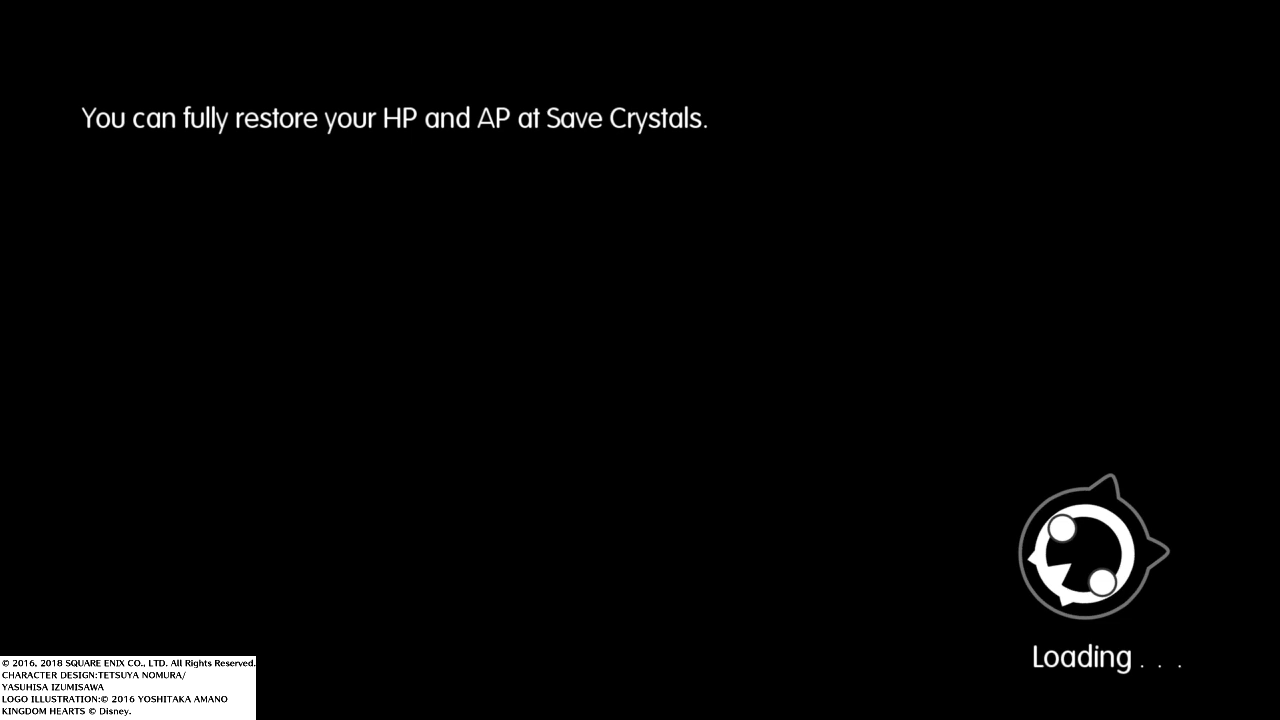 You can fully restore your HP and AP at Save Crystals.
Loading . . .
© 2016, 2018 SQUARE ENIX CO., LTD. All Rights Reserved.
CHARACTER DESIGN:TETSUYA NOMURA/
YASUHISA IZUMISAWA
LOGO ILLUSTRATION:© 2016 YOSHITAKA AMANO
KINGDOM HEARTS © Disney.